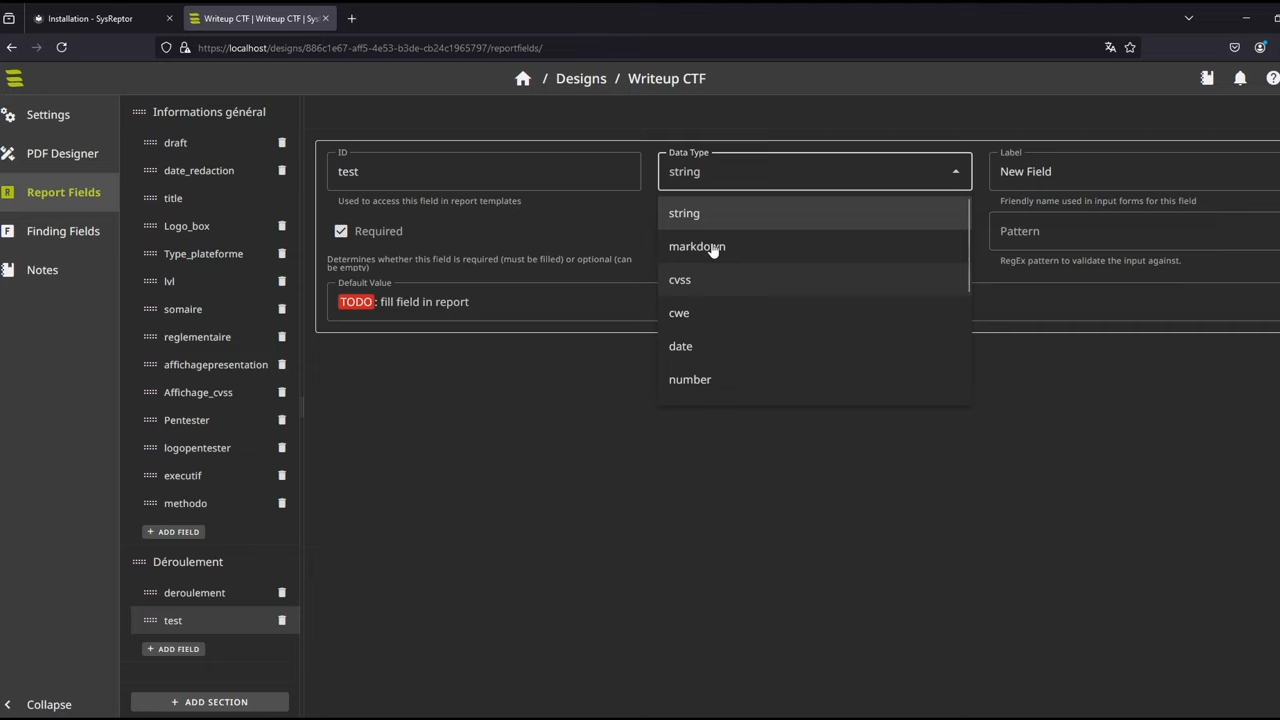 Installation - SysReptor
Writeup CTF | Writeup CTF | Sys
https://localhost/designs/886c1e67-aff5-4e53-b3de-cb24c1965797/reportfields/
/ Designs / Writeup CTF
Settings
PDF Designer
Report Fields
Finding Fields
Notes
Collapse
Informations général
draft
date_redaction
title
Logo_box
Type_plateforme
lvl
somaire
reglementaire
affichagepresentation
Affichage_cvss
Pentester
logopentester
executif
methodo
+ ADD FIELD
Déroulement
deroulement
test
+ ADD FIELD
+ ADD SECTION
ID
test
Used to access this field in report templates
Required
Determines whether this field is required (must be filled) or optional (can
be empty)
Default Value
TODO: fill field in report
Data Type
string
string
markdown
cvss
cwe
date
number
Label
New Field
Friendly name used in input forms for this field
Pattern
RegEx pattern to validate the input against.